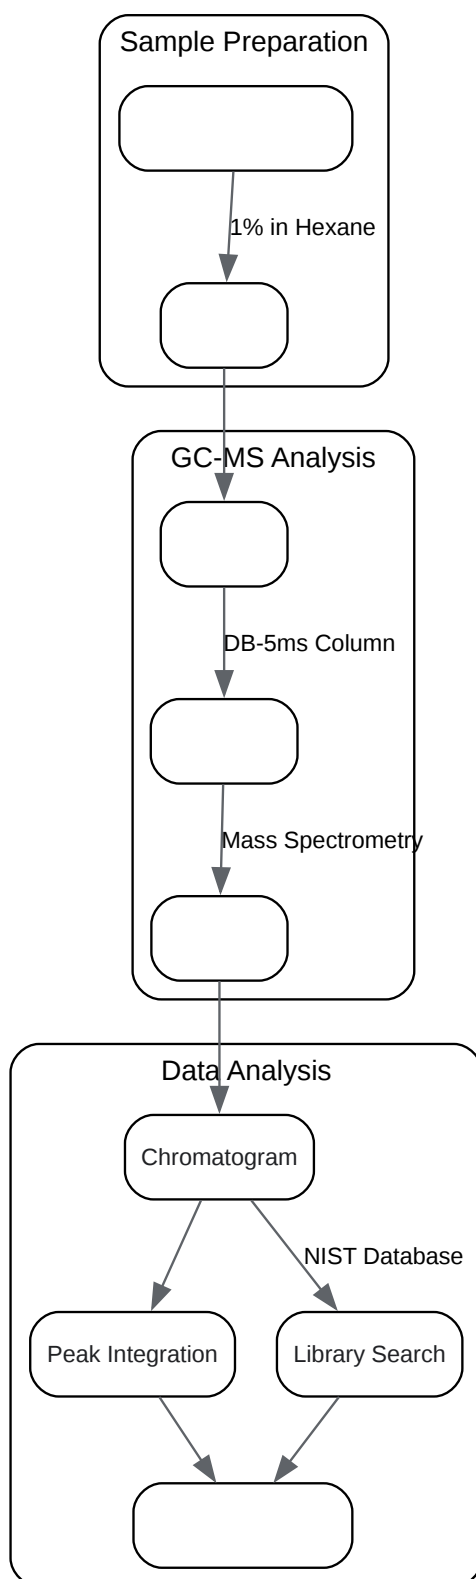 Sample Preparation
1% in Hexane
GC-MS Analysis
DB-5ms Column
Mass Spectrometry
Data Analysis
Chromatogram
NIST Database
Peak Integration
Library Search